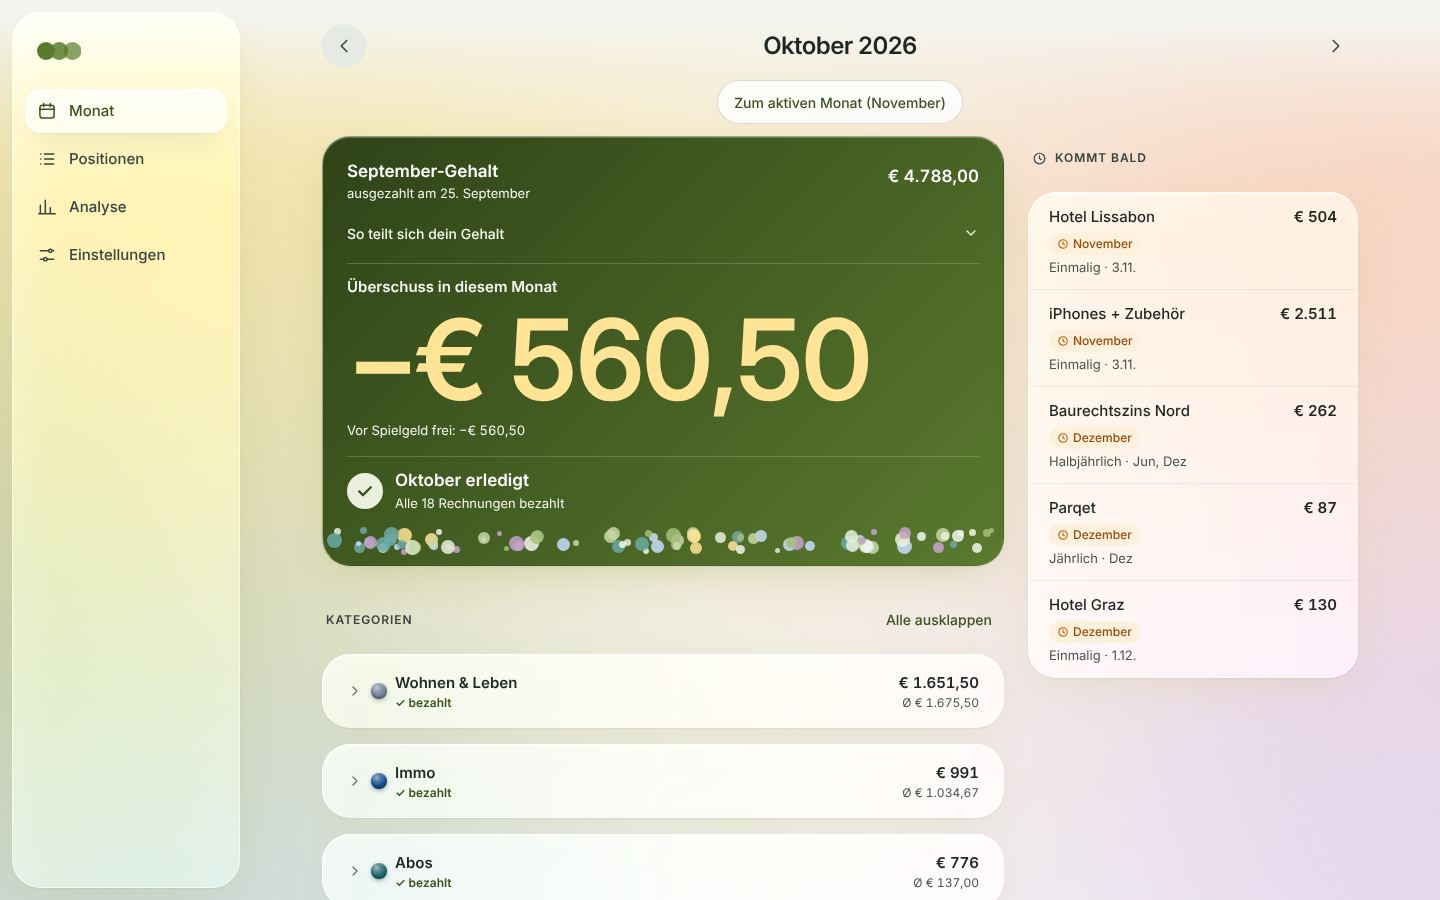 Oktober 2026
Zum aktiven Monat (November)
Monat
Positionen
Analyse
Einstellungen
September-Gehalt
€ 4.788,00
ausgezahlt am 25. September
So teilt sich dein Gehalt
Überschuss in diesem Monat
−€ 560,50
Vor Spielgeld frei: −€ 560,50
Oktober erledigt
Alle 18 Rechnungen bezahlt
KATEGORIEN
Alle ausklappen
Wohnen & Leben
€ 1.651,50
✓ bezahlt
Ø € 1.675,50
Immo
€ 991
✓ bezahlt
Ø € 1.034,67
Abos
€ 776
✓ bezahlt
Ø € 137,00
KOMMT BALD
Hotel Lissabon
€ 504
November
Einmalig · 3.11.
iPhones + Zubehör
€ 2.511
November
Einmalig · 3.11.
Baurechtszins Nord
€ 262
Dezember
Halbjährlich · Jun, Dez
Parqet
€ 87
Dezember
Jährlich · Dez
Hotel Graz
€ 130
Dezember
Einmalig · 1.12.